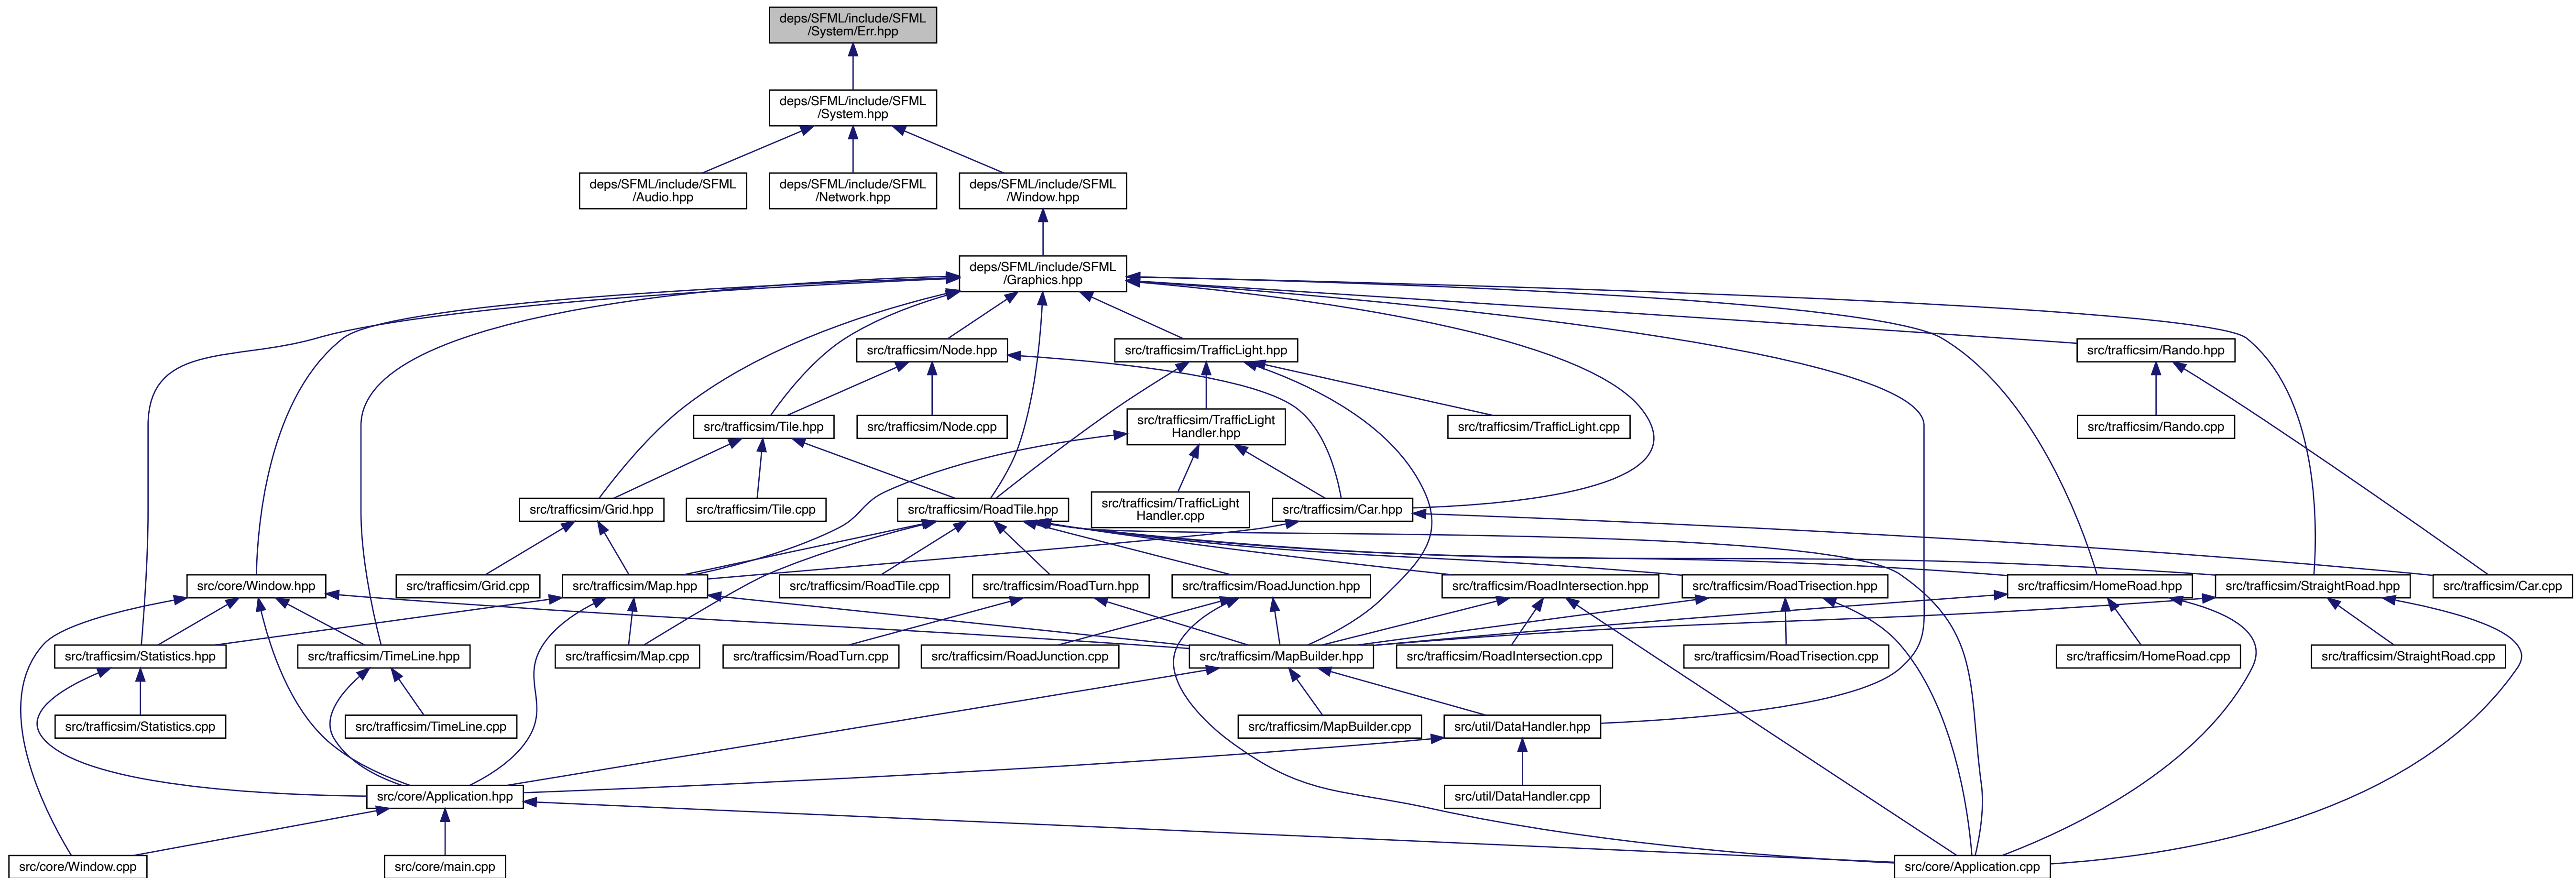 deps/SFML/include/SFML
/System/Err.hpp
deps/SFML/include/SFML
/System.hpp
deps/SFML/include/SFML
/Audio.hpp
deps/SFML/include/SFML
/Network.hpp
deps/SFML/include/SFML
/Window.hpp
deps/SFML/include/SFML
/Graphics.hpp
src/trafficsim/Node.hpp
src/trafficsim/TrafficLight.hpp
src/trafficsim/Rando.hpp
src/trafficsim/Tile.hpp
src/trafficsim/Node.cpp
src/trafficsim/TrafficLight
Handler.hpp
src/trafficsim/TrafficLight.cpp
src/trafficsim/Rando.cpp
src/trafficsim/Grid.hpp
src/trafficsim/Tile.cpp
src/trafficsim/RoadTile.hpp
src/trafficsim/TrafficLight
Handler.cpp
src/trafficsim/Car.hpp
src/core/Window.hpp
src/trafficsim/Grid.cpp
src/trafficsim/Map.hpp
src/trafficsim/RoadTile.cpp
src/trafficsim/RoadTurn.hpp
src/trafficsim/RoadJunction.hpp
src/trafficsim/RoadIntersection.hpp
src/trafficsim/RoadTrisection.hpp
src/trafficsim/HomeRoad.hpp
src/trafficsim/StraightRoad.hpp
src/trafficsim/Car.cpp
src/trafficsim/Statistics.hpp
src/trafficsim/TimeLine.hpp
src/trafficsim/Map.cpp
src/trafficsim/RoadTurn.cpp
src/trafficsim/RoadJunction.cpp
src/trafficsim/MapBuilder.hpp
src/trafficsim/RoadIntersection.cpp
src/trafficsim/RoadTrisection.cpp
src/trafficsim/HomeRoad.cpp
src/trafficsim/StraightRoad.cpp
src/trafficsim/Statistics.cpp
src/trafficsim/TimeLine.cpp
src/trafficsim/MapBuilder.cpp
src/util/DataHandler.hpp
src/core/Application.hpp
src/util/DataHandler.cpp
src/core/Window.cpp
src/core/main.cpp
src/core/Application.cpp